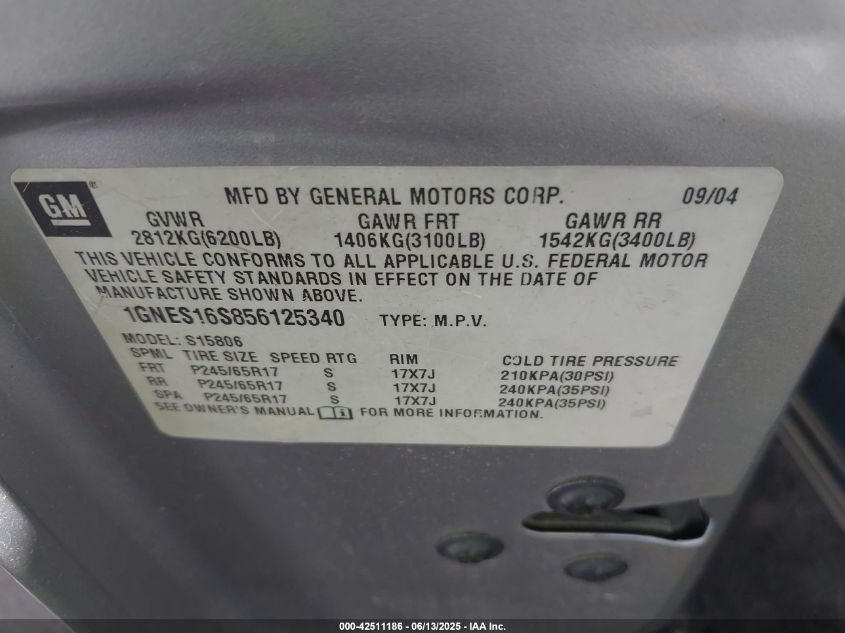 GM
MFD BY GENERAL MOTORS CORP. 09/04
GVWR GAWR FRT GAWR RR
2812KG(6200LB) 1406KG(3100LB) 1542KG(3400LB)
THIS VEHICLE CONFORMS TO ALL APPLICABLE U.S. FEDERAL MOTOR
VEHICLE SAFETY STANDARDS IN EFFECT ON THE DATE OF
MANUFACTURE SHOWN ABOVE.
1GNES16S856125340 TYPE: M.P.V.
MODEL: S15806
SPML TIRE SIZE SPEED RTG RIM COLD TIRE PRESSURE
FRT P245/65R17 S 17X7J 210KPA(30PSI)
RR P245/65R17 S 17X7J 240KPA(35PSI)
SPA P245/65R17 S 17X7J 240KPA(35PSI)
SEE OWNER'S MANUAL FOR MORE INFORMATION.
000-42511186 - 06/13/2025 - IAA Inc.